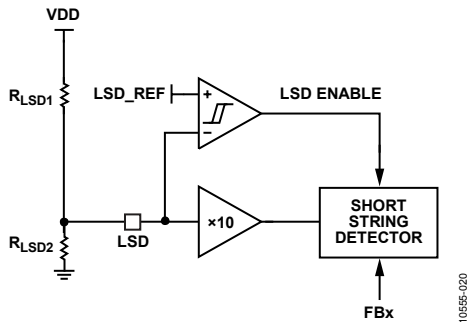 VDD
RLSD1
LSD_REF
+
−
LSD ENABLE
×10
SHORT
STRING
DETECTOR
RLSD2
LSD
FBx
10555-020